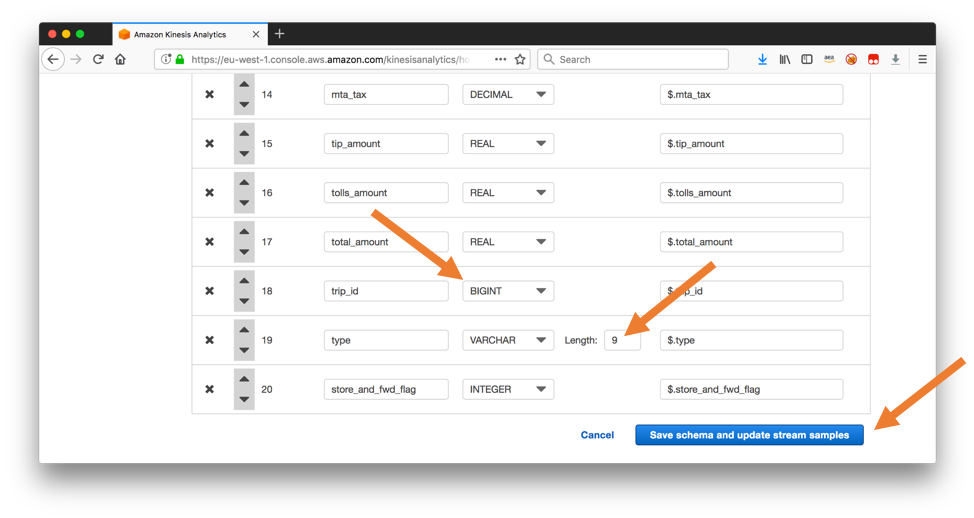 Amazon Kinesis Analytics
https://eu-west-1.console.aws.amazon.com/kinesisanalytics/ho
Search
14 mta_tax DECIMAL $.mta_tax
15 tip_amount REAL $.tip_amount
16 tolls_amount REAL $.tolls_amount
17 total_amount REAL $.total_amount
18 trip_id BIGINT
19 type VARCHAR Length: 9 $.type
20 store_and_fwd_flag INTEGER $.store_and_fwd_flag
Cancel Save schema and update stream samples